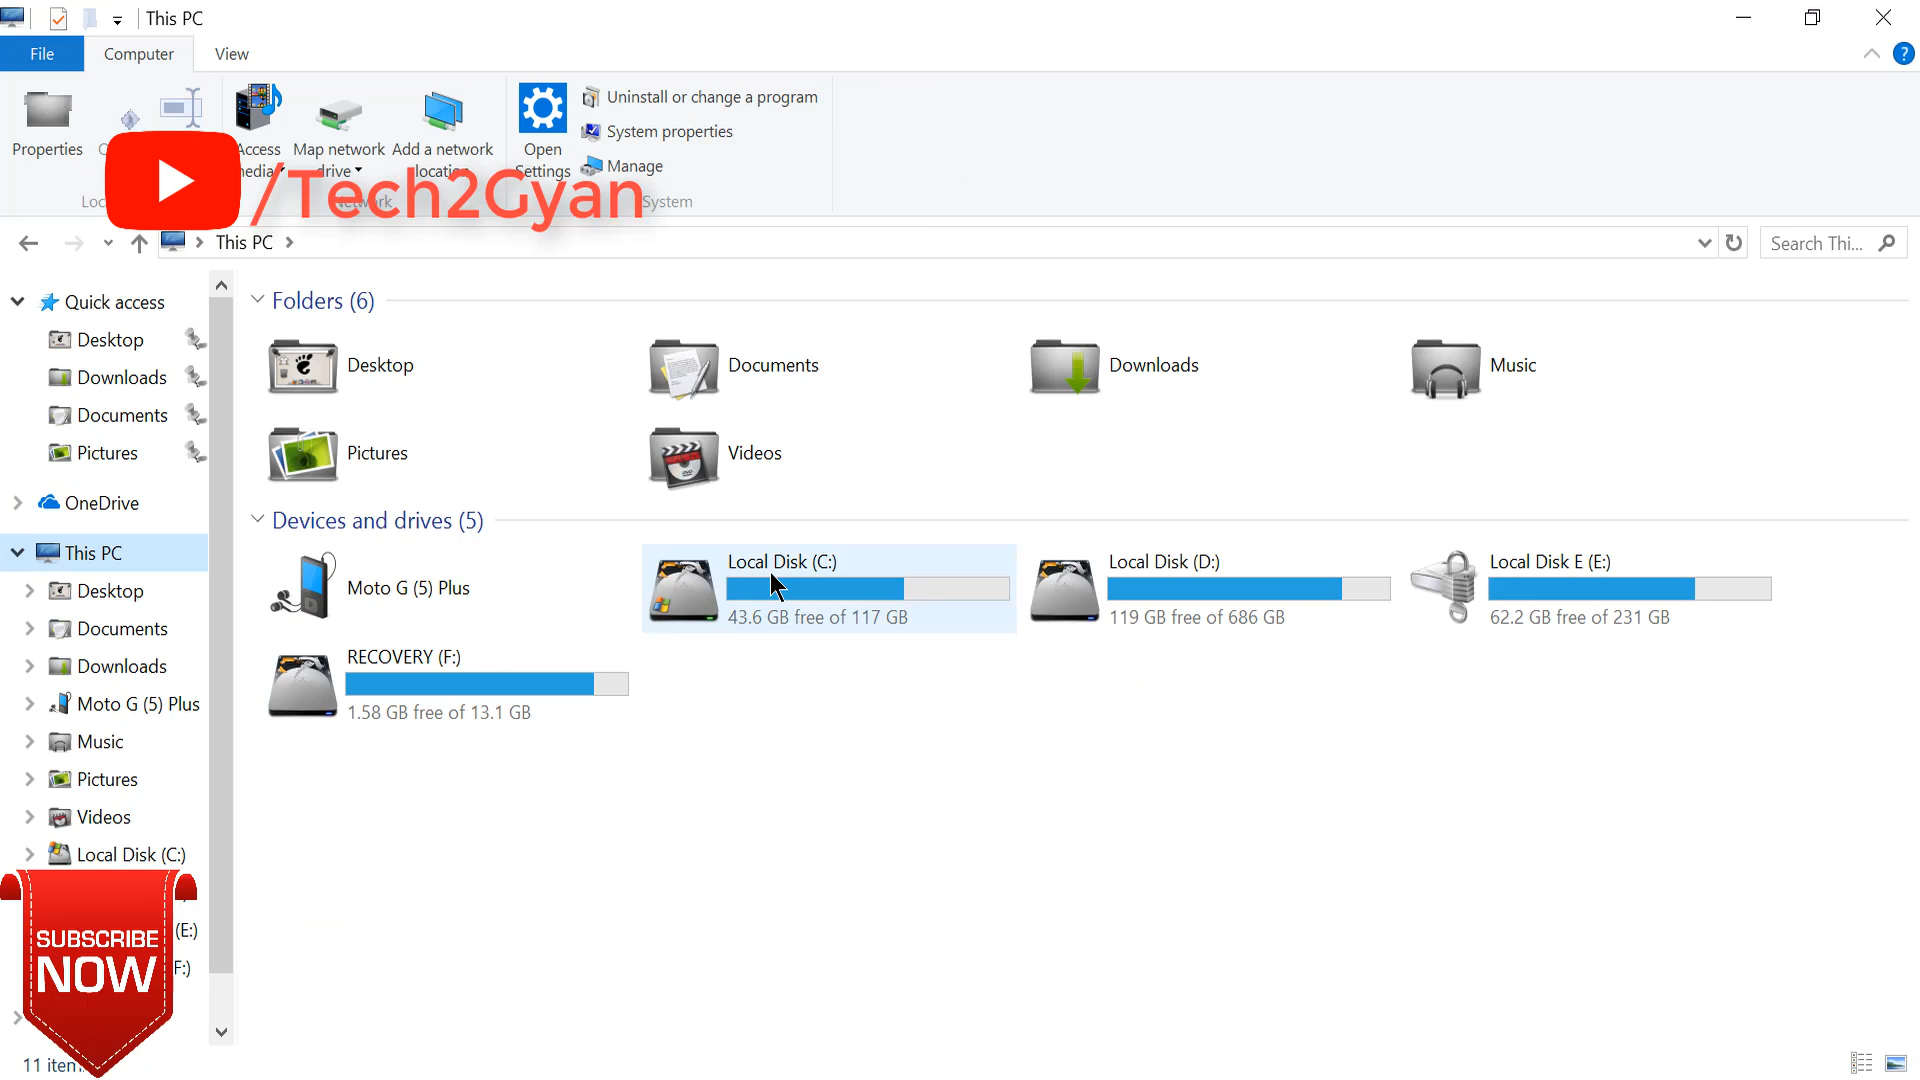 This PC
File
Computer
View
?
Properties
Access
Map network
drive
Add a network
Open
Settings
Uninstall or change a program
System properties
Manage
Network
System
/Tech2Gyan
This PC
Search Thi...
Quick access
Desktop
Downloads
Documents
Pictures
OneDrive
This PC
Desktop
Documents
Downloads
Moto G (5) Plus
Music
Pictures
Videos
Local Disk (C:)
(E:)
F:)
SUBSCRIBE
NOW
Folders (6)
Desktop
Documents
Downloads
Music
Pictures
Videos
Devices and drives (5)
Moto G (5) Plus
Local Disk (C:)
43.6 GB free of 117 GB
Local Disk (D:)
119 GB free of 686 GB
Local Disk E (E:)
62.2 GB free of 231 GB
RECOVERY (F:)
1.58 GB free of 13.1 GB
11